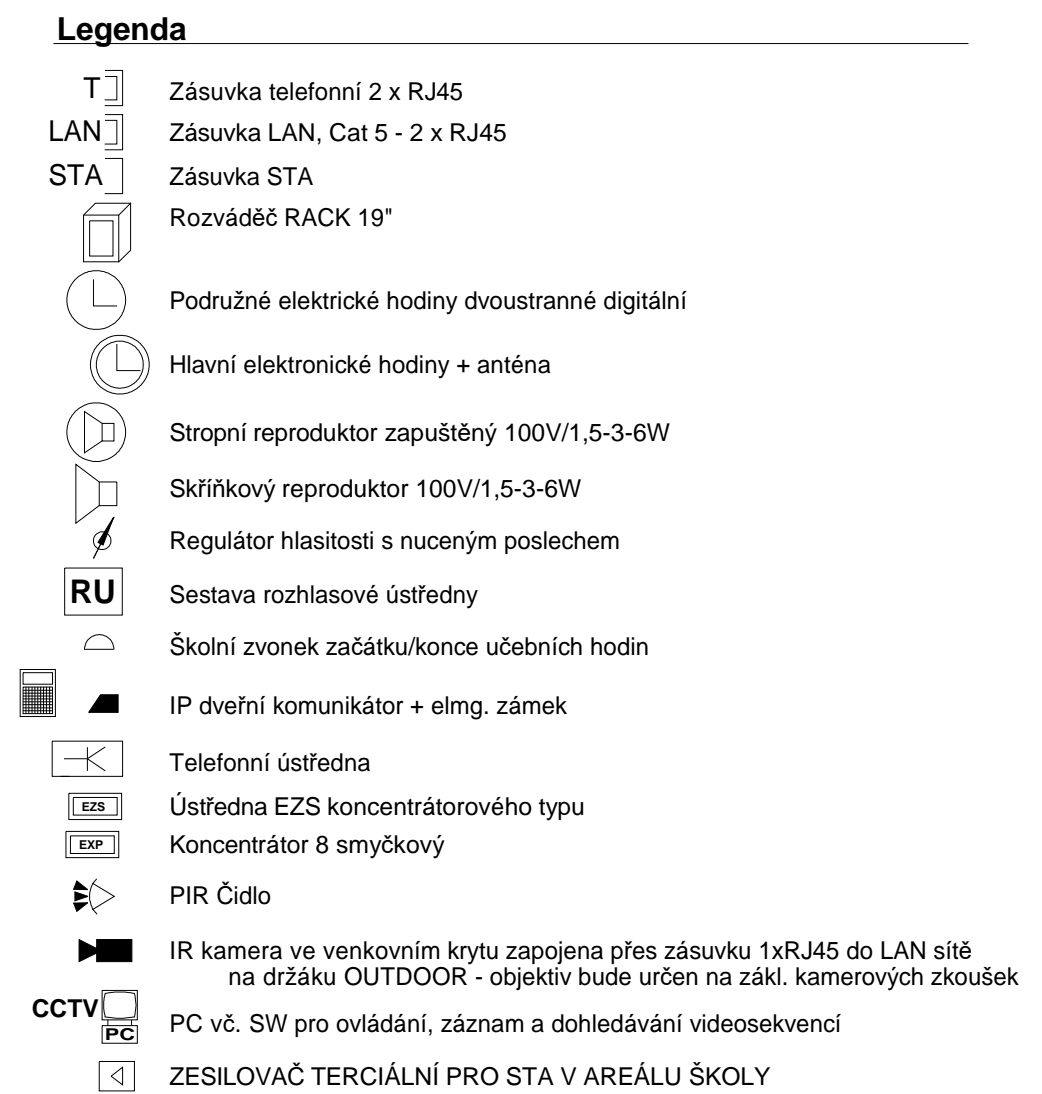 Legenda
T Zásuvka telefonní 2 x RJ45
LAN Zásuvka LAN, Cat 5 - 2 x RJ45
STA Zásuvka STA
Rozváděč RACK 19"
Podružné elektrické hodiny dvoustranné digitální
Hlavní elektronické hodiny + anténa
Stropní reproduktor zapuštěný 100V/1,5-3-6W
Skříňkový reproduktor 100V/1,5-3-6W
Regulátor hlasitosti s nuceným poslechem
RU Sestava rozhlasové ústředny
Školní zvonek začátku/konce učebních hodin
IP dveřní komunikátor + elmg. zámek
Telefonní ústředna
EZS Ústředna EZS koncentrátorového typu
EXP Koncentrátor 8 smyčkový
PIR Čidlo
IR kamera ve venkovním krytu zapojena přes zásuvku 1xRJ45 do LAN sítě
na držáku OUTDOOR - objektiv bude určen na zákl. kamerových zkoušek
CCTV PC PC vč. SW pro ovládání, záznam a dohledávání videosekvencí
ZESILOVAČ TERCIÁLNÍ PRO STA V AREÁLU ŠKOLY